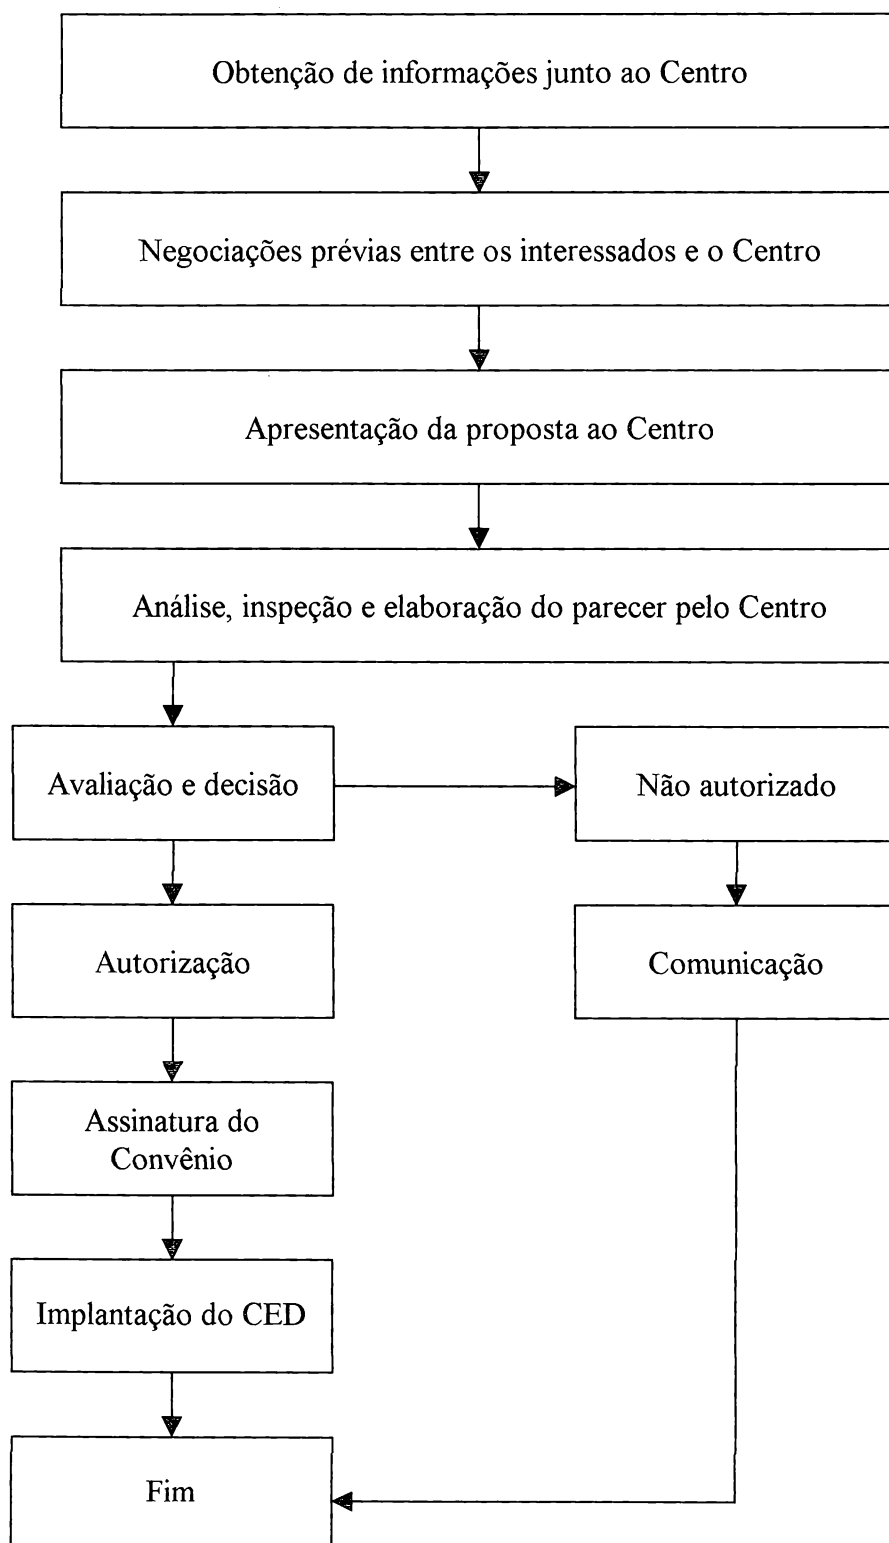 Obtenção de informações junto ao Centro
Negociações prévias entre os interessados e o Centro
Apresentação da proposta ao Centro
Análise, inspeção e elaboração do parecer pelo Centro
Avaliação e decisão
Não autorizado
Autorização
Comunicação
Assinatura do
Convênio
Implantação do CED
Fim